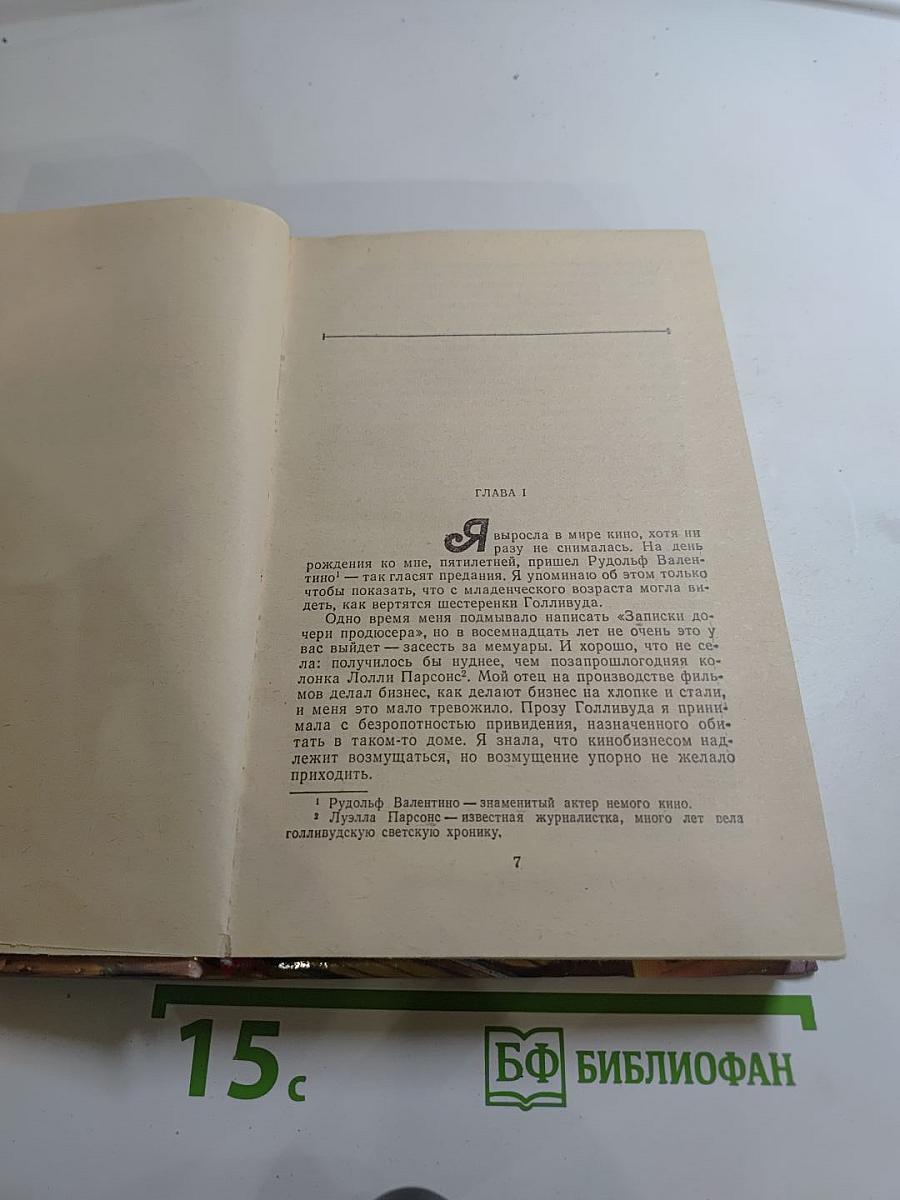 ГЛАВА I
Я выросла в мире кино, хотя ни
разу не снималась. На день
рождения ко мне, пятилетней, пришел Рудольф Вален-
тино¹ — так гласят предания. Я упоминаю об этом только
чтобы показать, что с младенческого возраста могла ви-
деть, как вертятся шестеренки Голливуда.
Одно время меня подмывало написать «Записки до-
чери продюсера», но в восемнадцать лет не очень это у
вас выйдет — засесть за мемуары. И хорошо, что не се-
ла: получилось бы нуднее, чем позапрошлогодняя ко-
лонка Лолли Парсонс². Мой отец на производстве филь-
мов делал бизнес, как делают бизнес на хлопке и стали,
и меня это мало тревожило. Прозу Голливуда я прини-
мала с безропотностью привидения, назначенного оби-
тать в таком-то доме. Я знала, что кинобизнесом над-
лежит возмущаться, но возмущение упорно не желало
приходить.
¹ Рудольф Валентино — знаменитый актер немого кино.
² Луэлла Парсонс — известная журналистка, много лет вела
голливудскую светскую хронику.
7
15 с
БФ БИБЛИОФАН